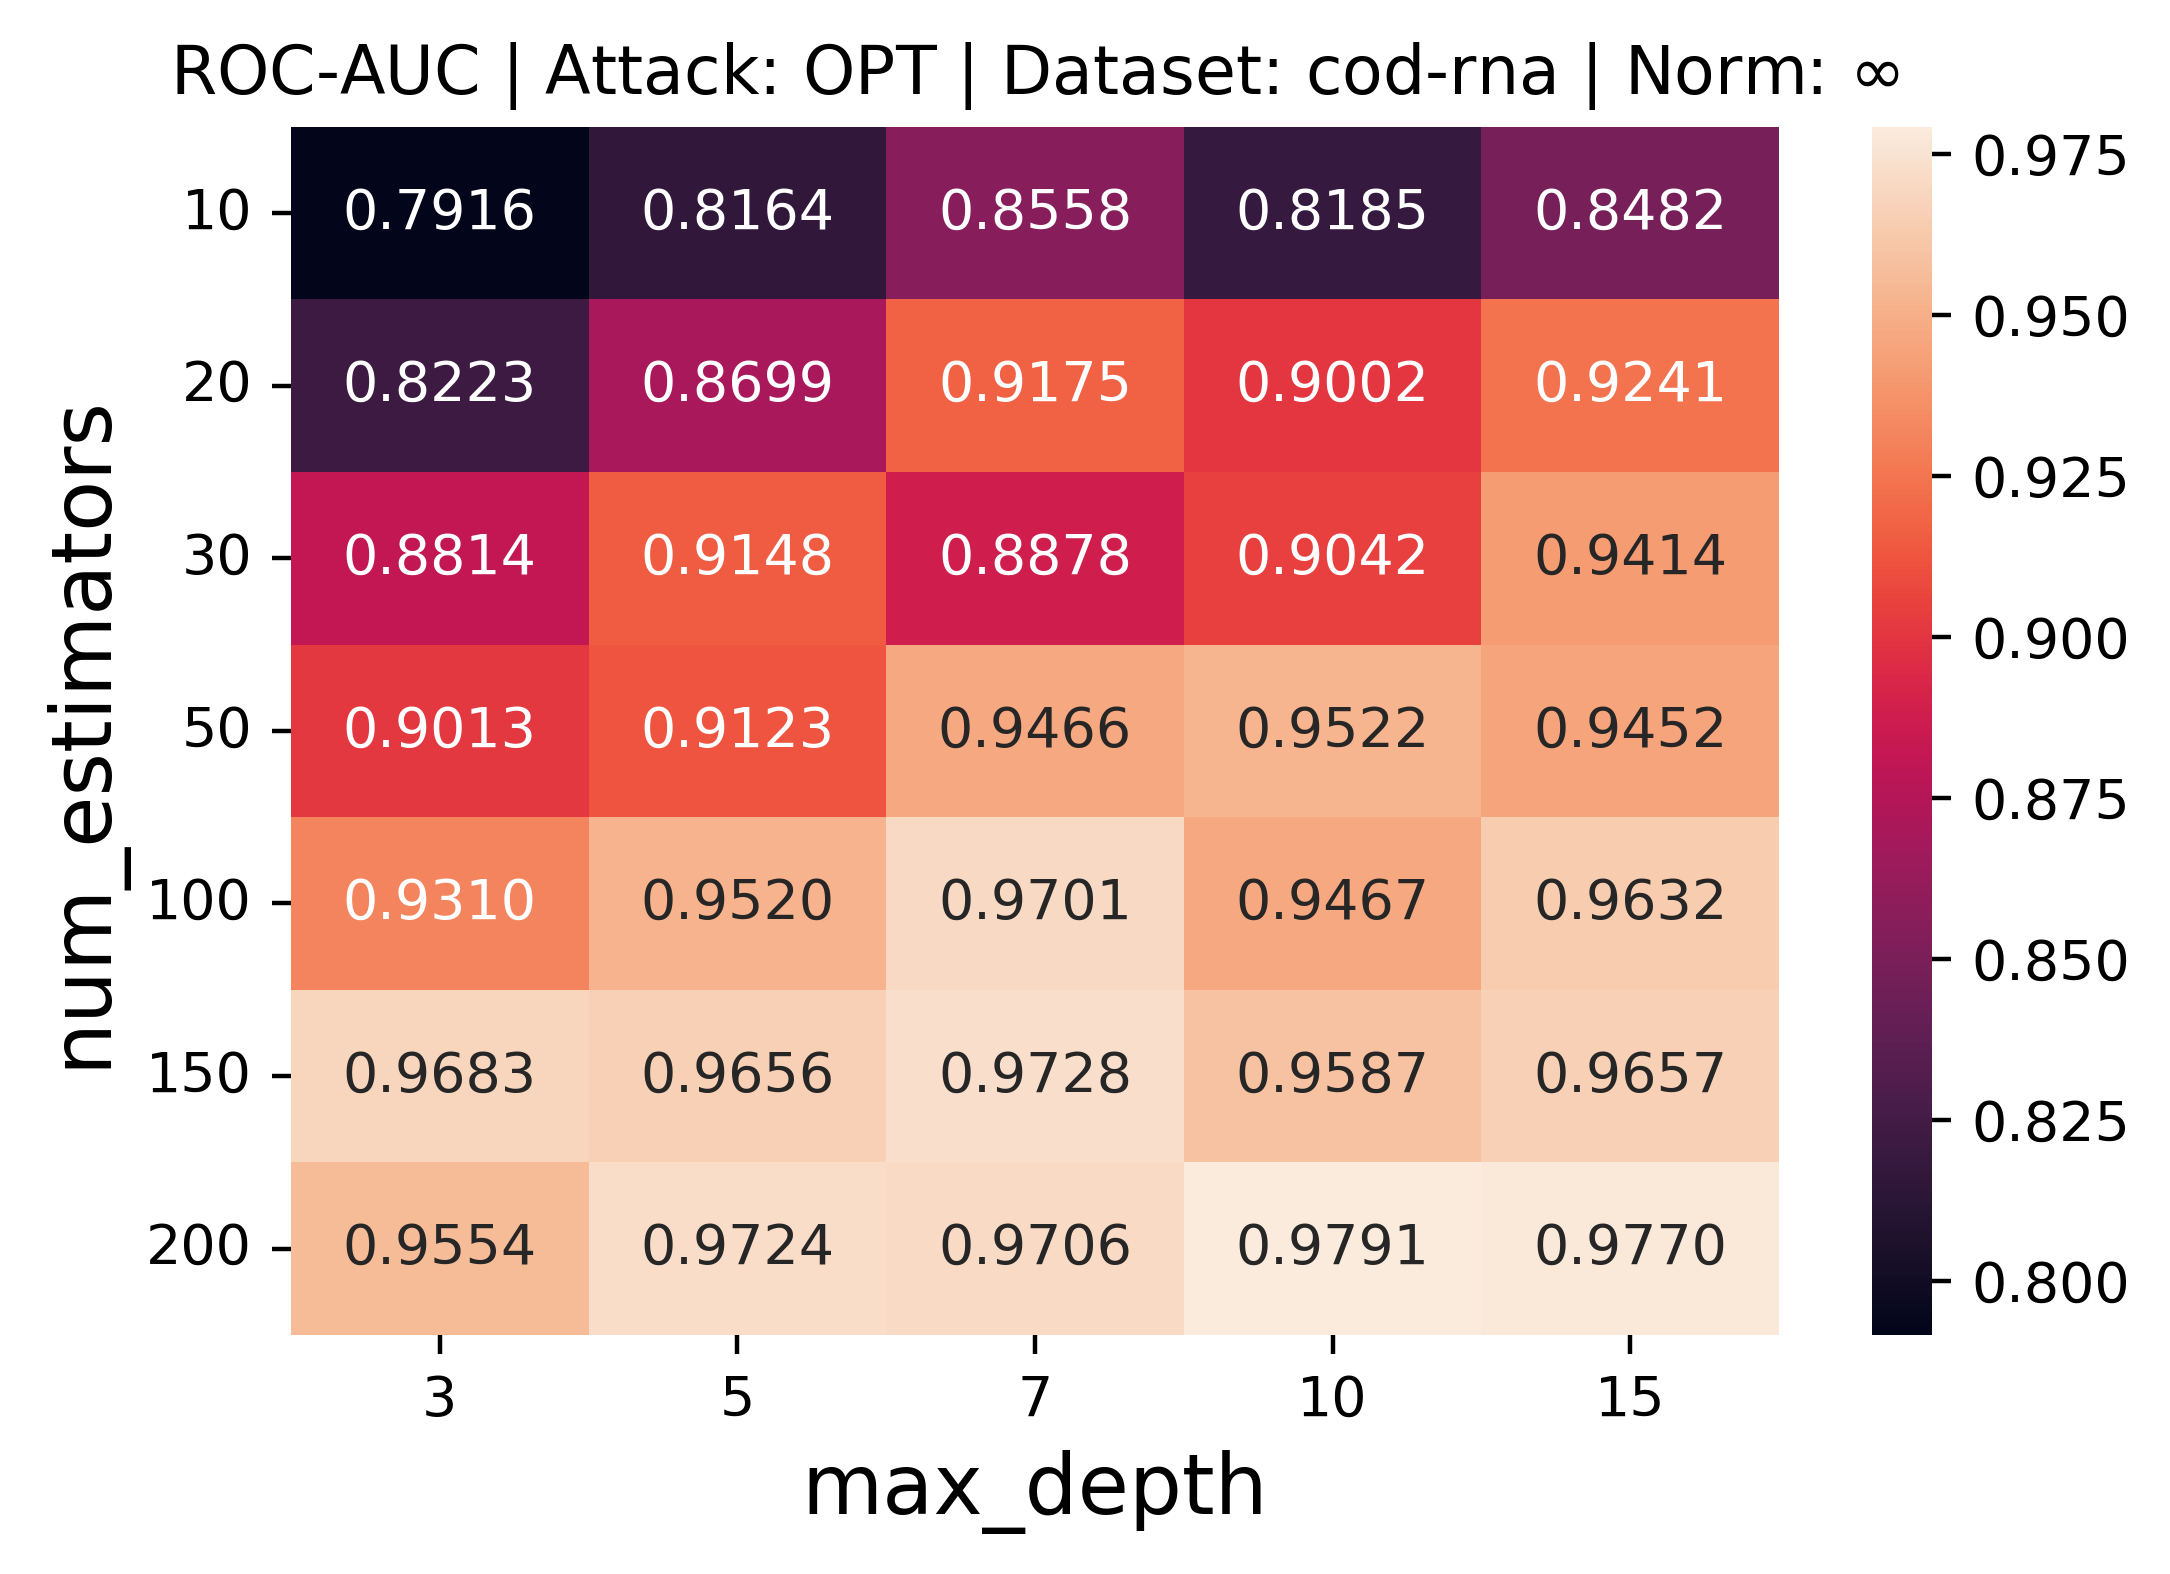 ROC-AUC | Attack: OPT | Dataset: cod-rna | Norm: ∞
num_estimators
10 0.7916 0.8164 0.8558 0.8185 0.8482
20 0.8223 0.8699 0.9175 0.9002 0.9241
30 0.8814 0.9148 0.8878 0.9042 0.9414
50 0.9013 0.9123 0.9466 0.9522 0.9452
100 0.9310 0.9520 0.9701 0.9467 0.9632
150 0.9683 0.9656 0.9728 0.9587 0.9657
200 0.9554 0.9724 0.9706 0.9791 0.9770
3 5 7 10 15
max_depth
0.975
0.950
0.925
0.900
0.875
0.850
0.825
0.800